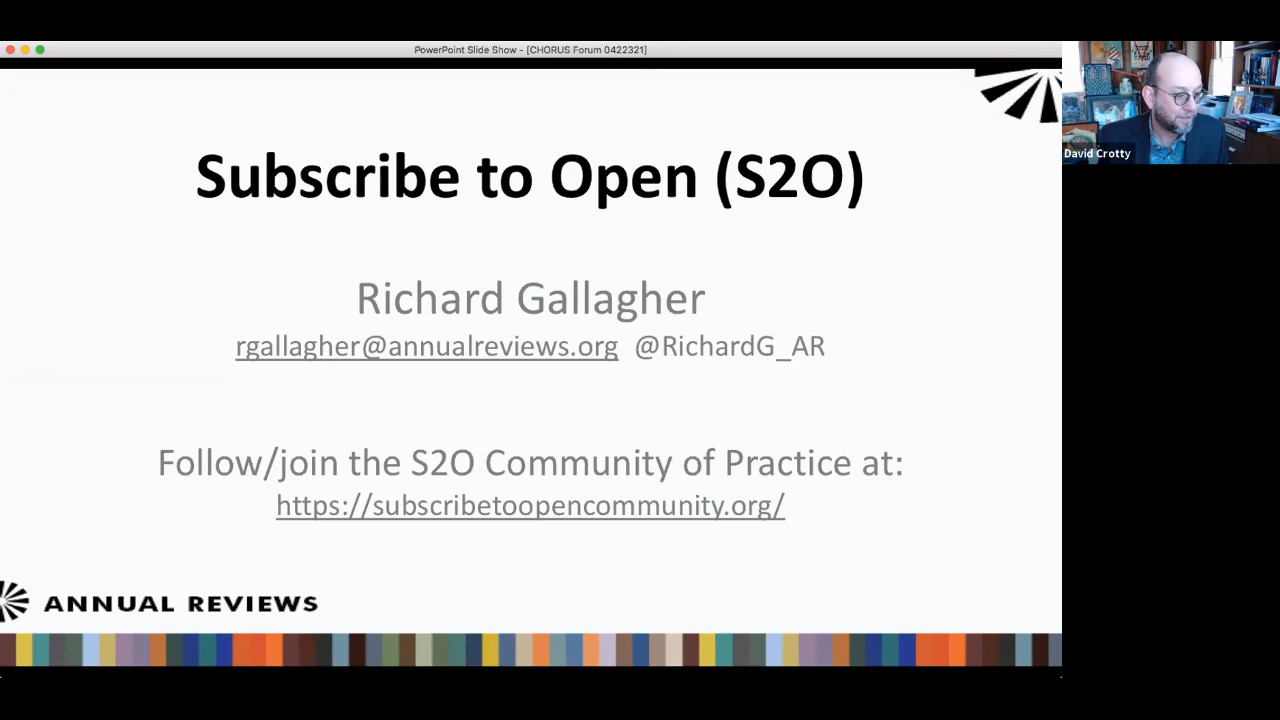 PowerPoint Slide Show - [CHORUS Forum 0422321]
David Crotty
Subscribe to Open (S2O)
Richard Gallagher
rgallagher@annualreviews.org @RichardG_AR
Follow/join the S2O Community of Practice at:
https://subscribetoopencommunity.org/
ANNUAL REVIEWS